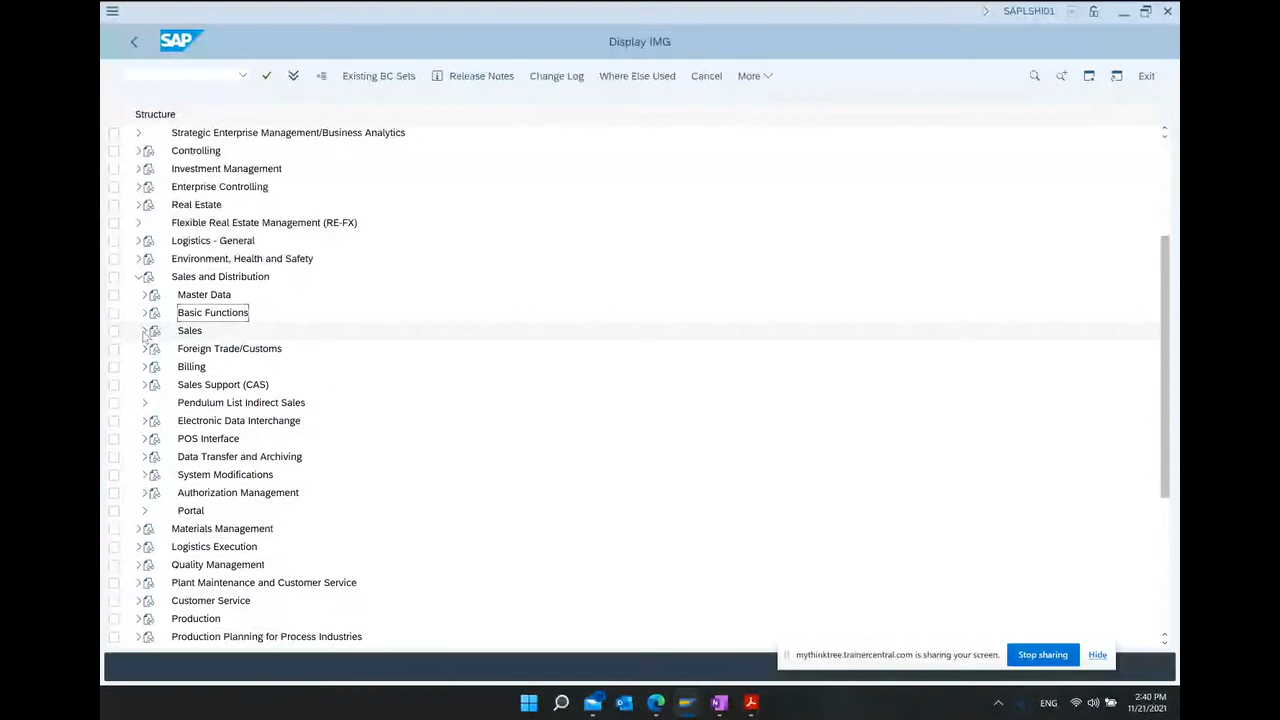 SAPLSHI01
SAP
Display IMG
Existing BC Sets Release Notes Change Log Where Else Used Cancel More Exit
Structure
Strategic Enterprise Management/Business Analytics
Controlling
Investment Management
Enterprise Controlling
Real Estate
Flexible Real Estate Management (RE-FX)
Logistics - General
Environment, Health and Safety
Sales and Distribution
Master Data
Basic Functions
Sales
Foreign Trade/Customs
Billing
Sales Support (CAS)
Pendulum List Indirect Sales
Electronic Data Interchange
POS Interface
Data Transfer and Archiving
System Modifications
Authorization Management
Portal
Materials Management
Logistics Execution
Quality Management
Plant Maintenance and Customer Service
Customer Service
Production
Production Planning for Process Industries
mythinktree.trainercentral.com is sharing your screen. Stop sharing Hide
ENG 2:40 PM
11/21/2021